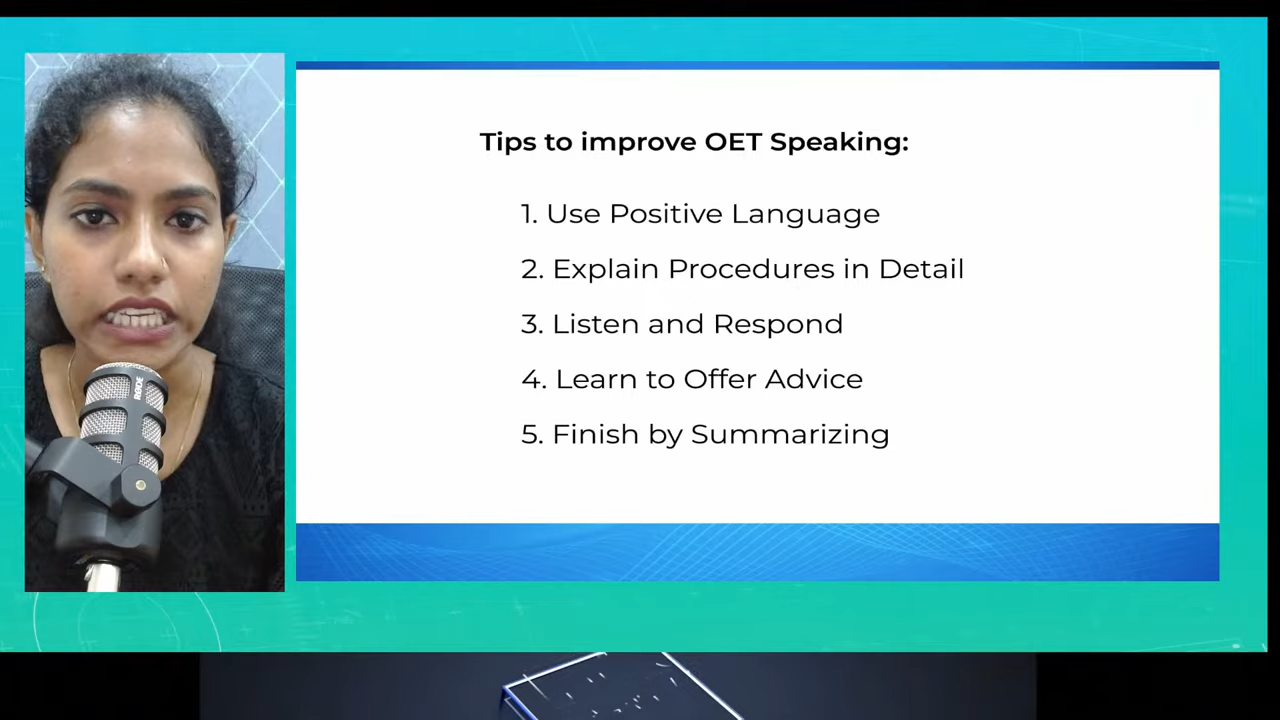 Tips to improve OET Speaking:
1. Use Positive Language
2. Explain Procedures in Detail
3. Listen and Respond
4. Learn to Offer Advice
5. Finish by Summarizing
RODE